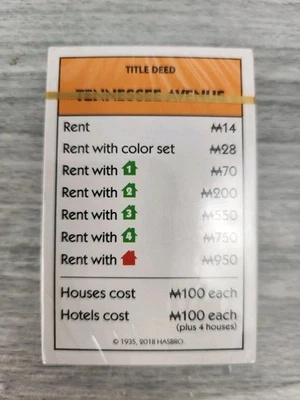 TITLE DEED
TENNESSEE AVENUE
Rent ₩14
Rent with color set ₩28
Rent with 1 ₩70
Rent with 2 ₩200
Rent with 3 ₩550
Rent with 4 ₩750
Rent with ₩950
Houses cost ₩100 each
Hotels cost ₩100 each
(plus 4 houses)
© 1935, 2018 HASBRO.